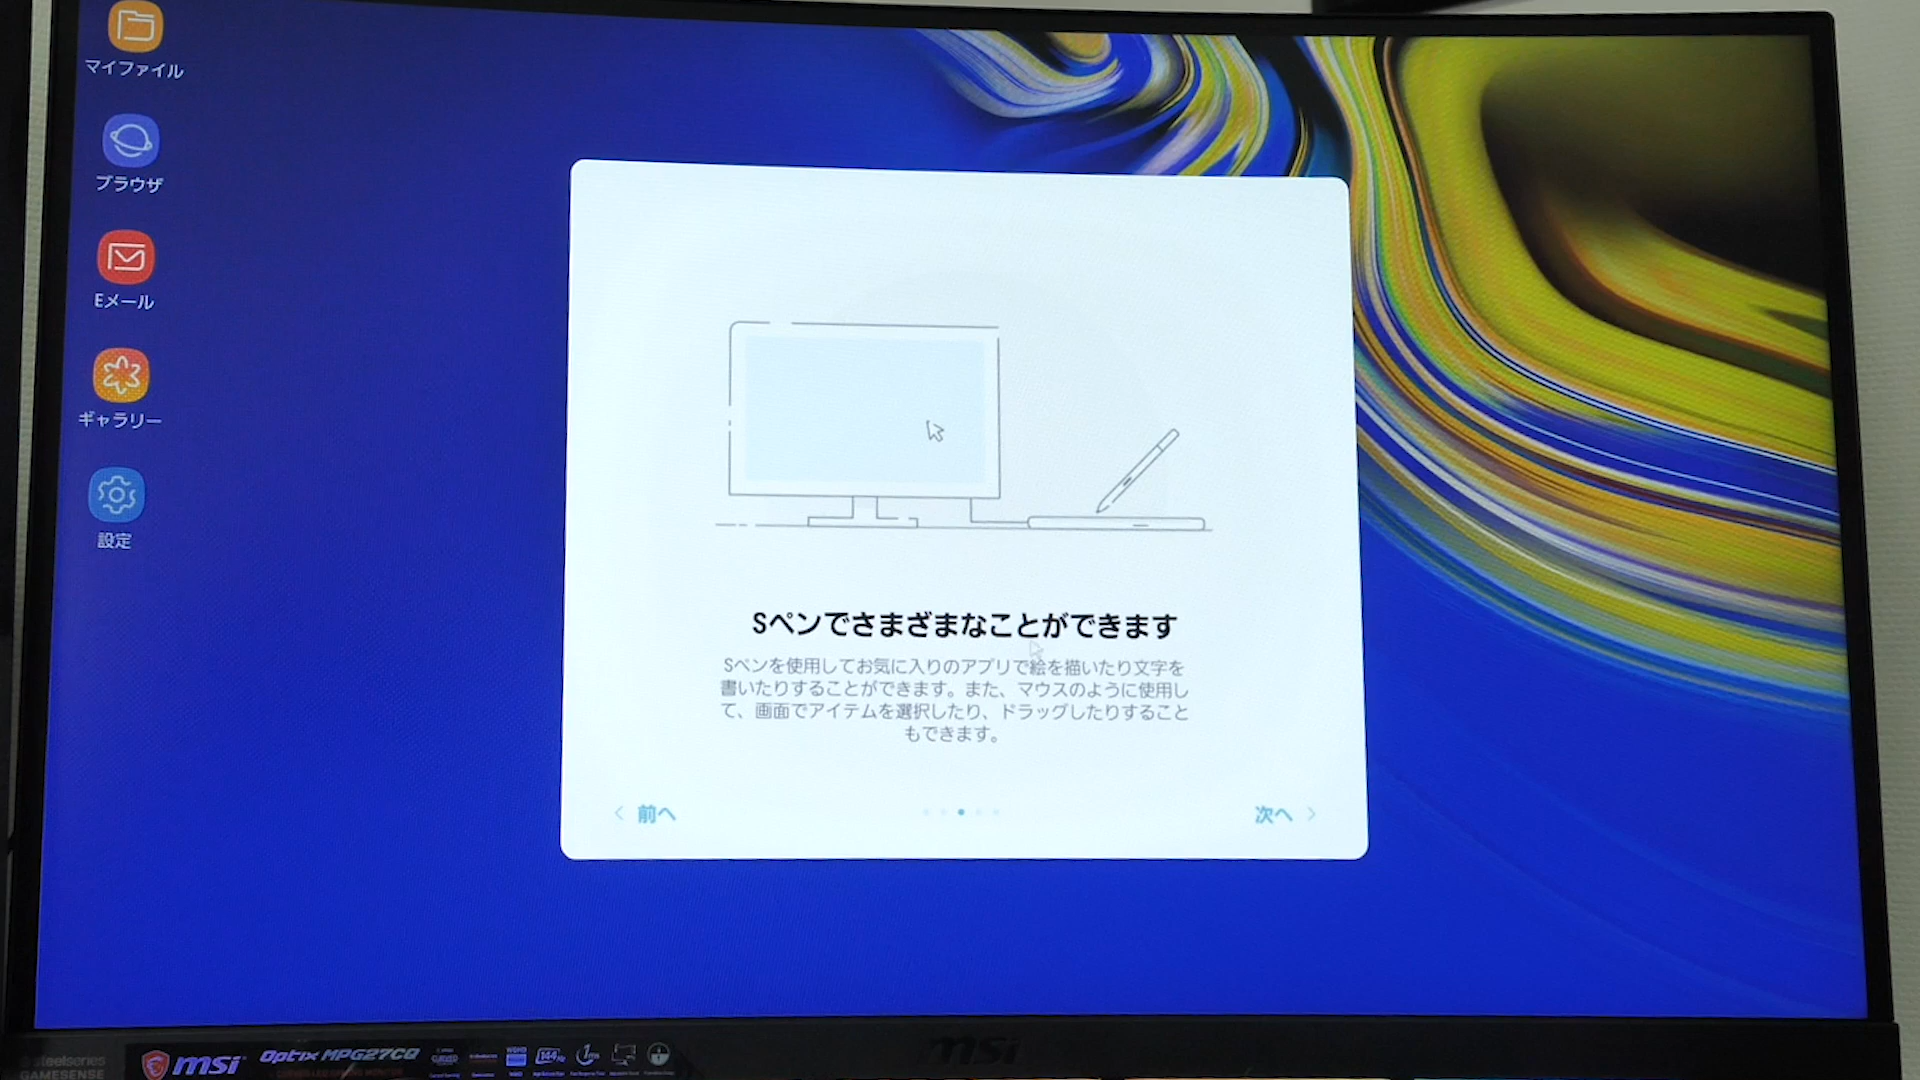 マイファイル
ブラウザ
Eメール
ギャラリー
設定
Sペンでさまざまなことができます
Sペンを使用してお気に入りのアプリで絵を描いたり文字を
書いたりすることができます。また、マウスのように使用し
て、画面でアイテムを選択したり、ドラッグしたりすること
もできます。
前へ
次へ
steelseries
GAMESENSE
msi
Optix MPG27CQ
WQHD
144Hz
1ms
msi